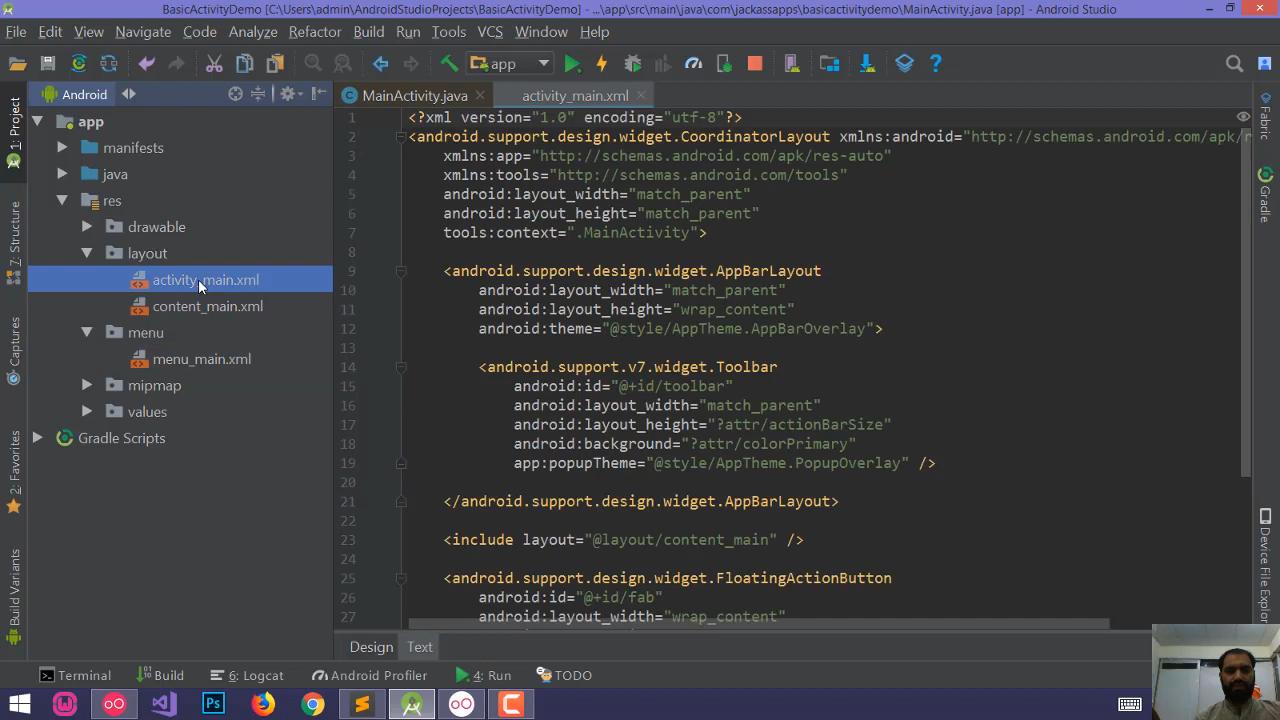 BasicActivityDemo [C:\Users\admin\AndroidStudioProjects\BasicActivityDemo] - ...\app\src\main\java\com\jackassapps\basicactivitydemo\MainActivity.java [app] - Android Studio
File Edit View Navigate Code Analyze Refactor Build Run Tools VCS Window Help
app
Android
MainActivity.java
activity_main.xml
1: Project
7: Structure
Captures
2: Favorites
Build Variants
app
manifests
java
res
drawable
layout
activity_main.xml
content_main.xml
menu
menu_main.xml
mipmap
values
Gradle Scripts
1 <?xml version="1.0" encoding="utf-8"?>
2 <android.support.design.widget.CoordinatorLayout xmlns:android="http://schemas.android.com/apk/r
3 xmlns:app="http://schemas.android.com/apk/res-auto"
4 xmlns:tools="http://schemas.android.com/tools"
5 android:layout_width="match_parent"
6 android:layout_height="match_parent"
7 tools:context=".MainActivity">
8
9 <android.support.design.widget.AppBarLayout
10 android:layout_width="match_parent"
11 android:layout_height="wrap_content"
12 android:theme="@style/AppTheme.AppBarOverlay">
13
14 <android.support.v7.widget.Toolbar
15 android:id="@+id/toolbar"
16 android:layout_width="match_parent"
17 android:layout_height="?attr/actionBarSize"
18 android:background="?attr/colorPrimary"
19 app:popupTheme="@style/AppTheme.PopupOverlay" />
20
21 </android.support.design.widget.AppBarLayout>
22
23 <include layout="@layout/content_main" />
24
25 <android.support.design.widget.FloatingActionButton
26 android:id="@+id/fab"
27 android:layout_width="wrap_content"
Fabric
Gradle
Device File Explor
Design Text
Terminal Build 6: Logcat Android Profiler 4: Run TODO
Ps